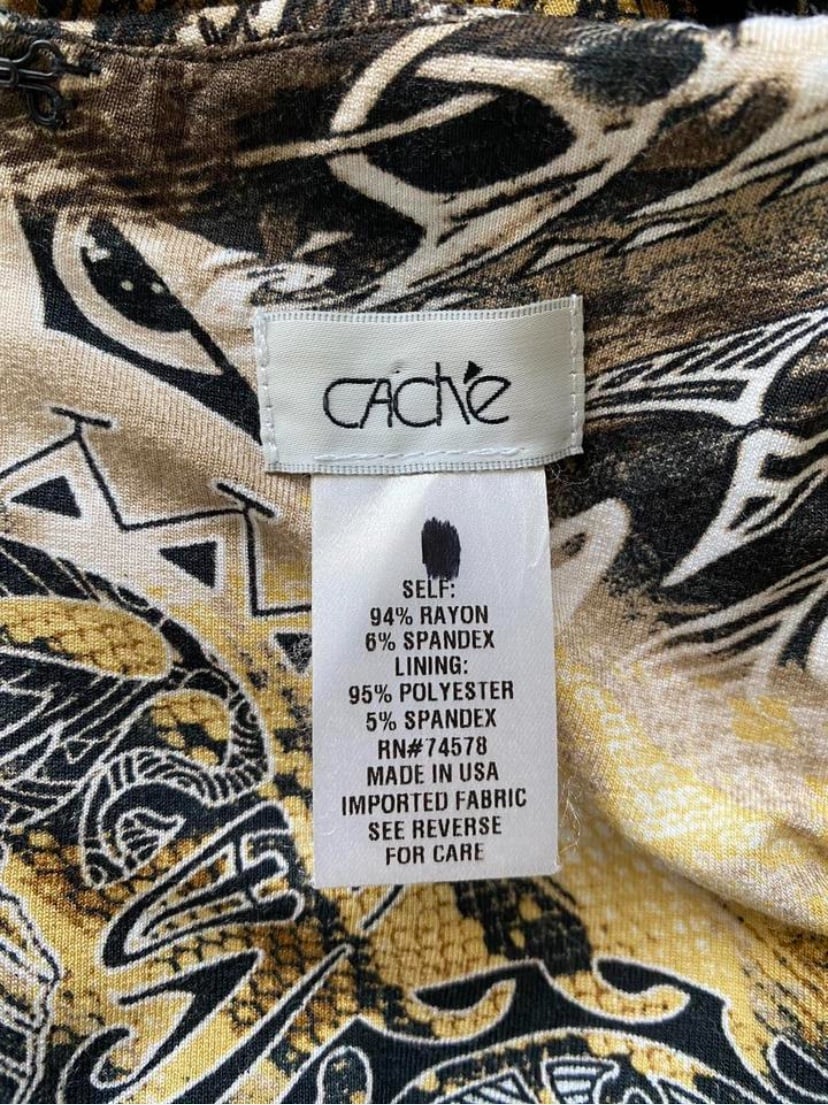 CáChé
SELF:
94% RAYON
6% SPANDEX
LINING:
95% POLYESTER
5% SPANDEX
RN#74578
MADE IN USA
IMPORTED FABRIC
SEE REVERSE
FOR CARE